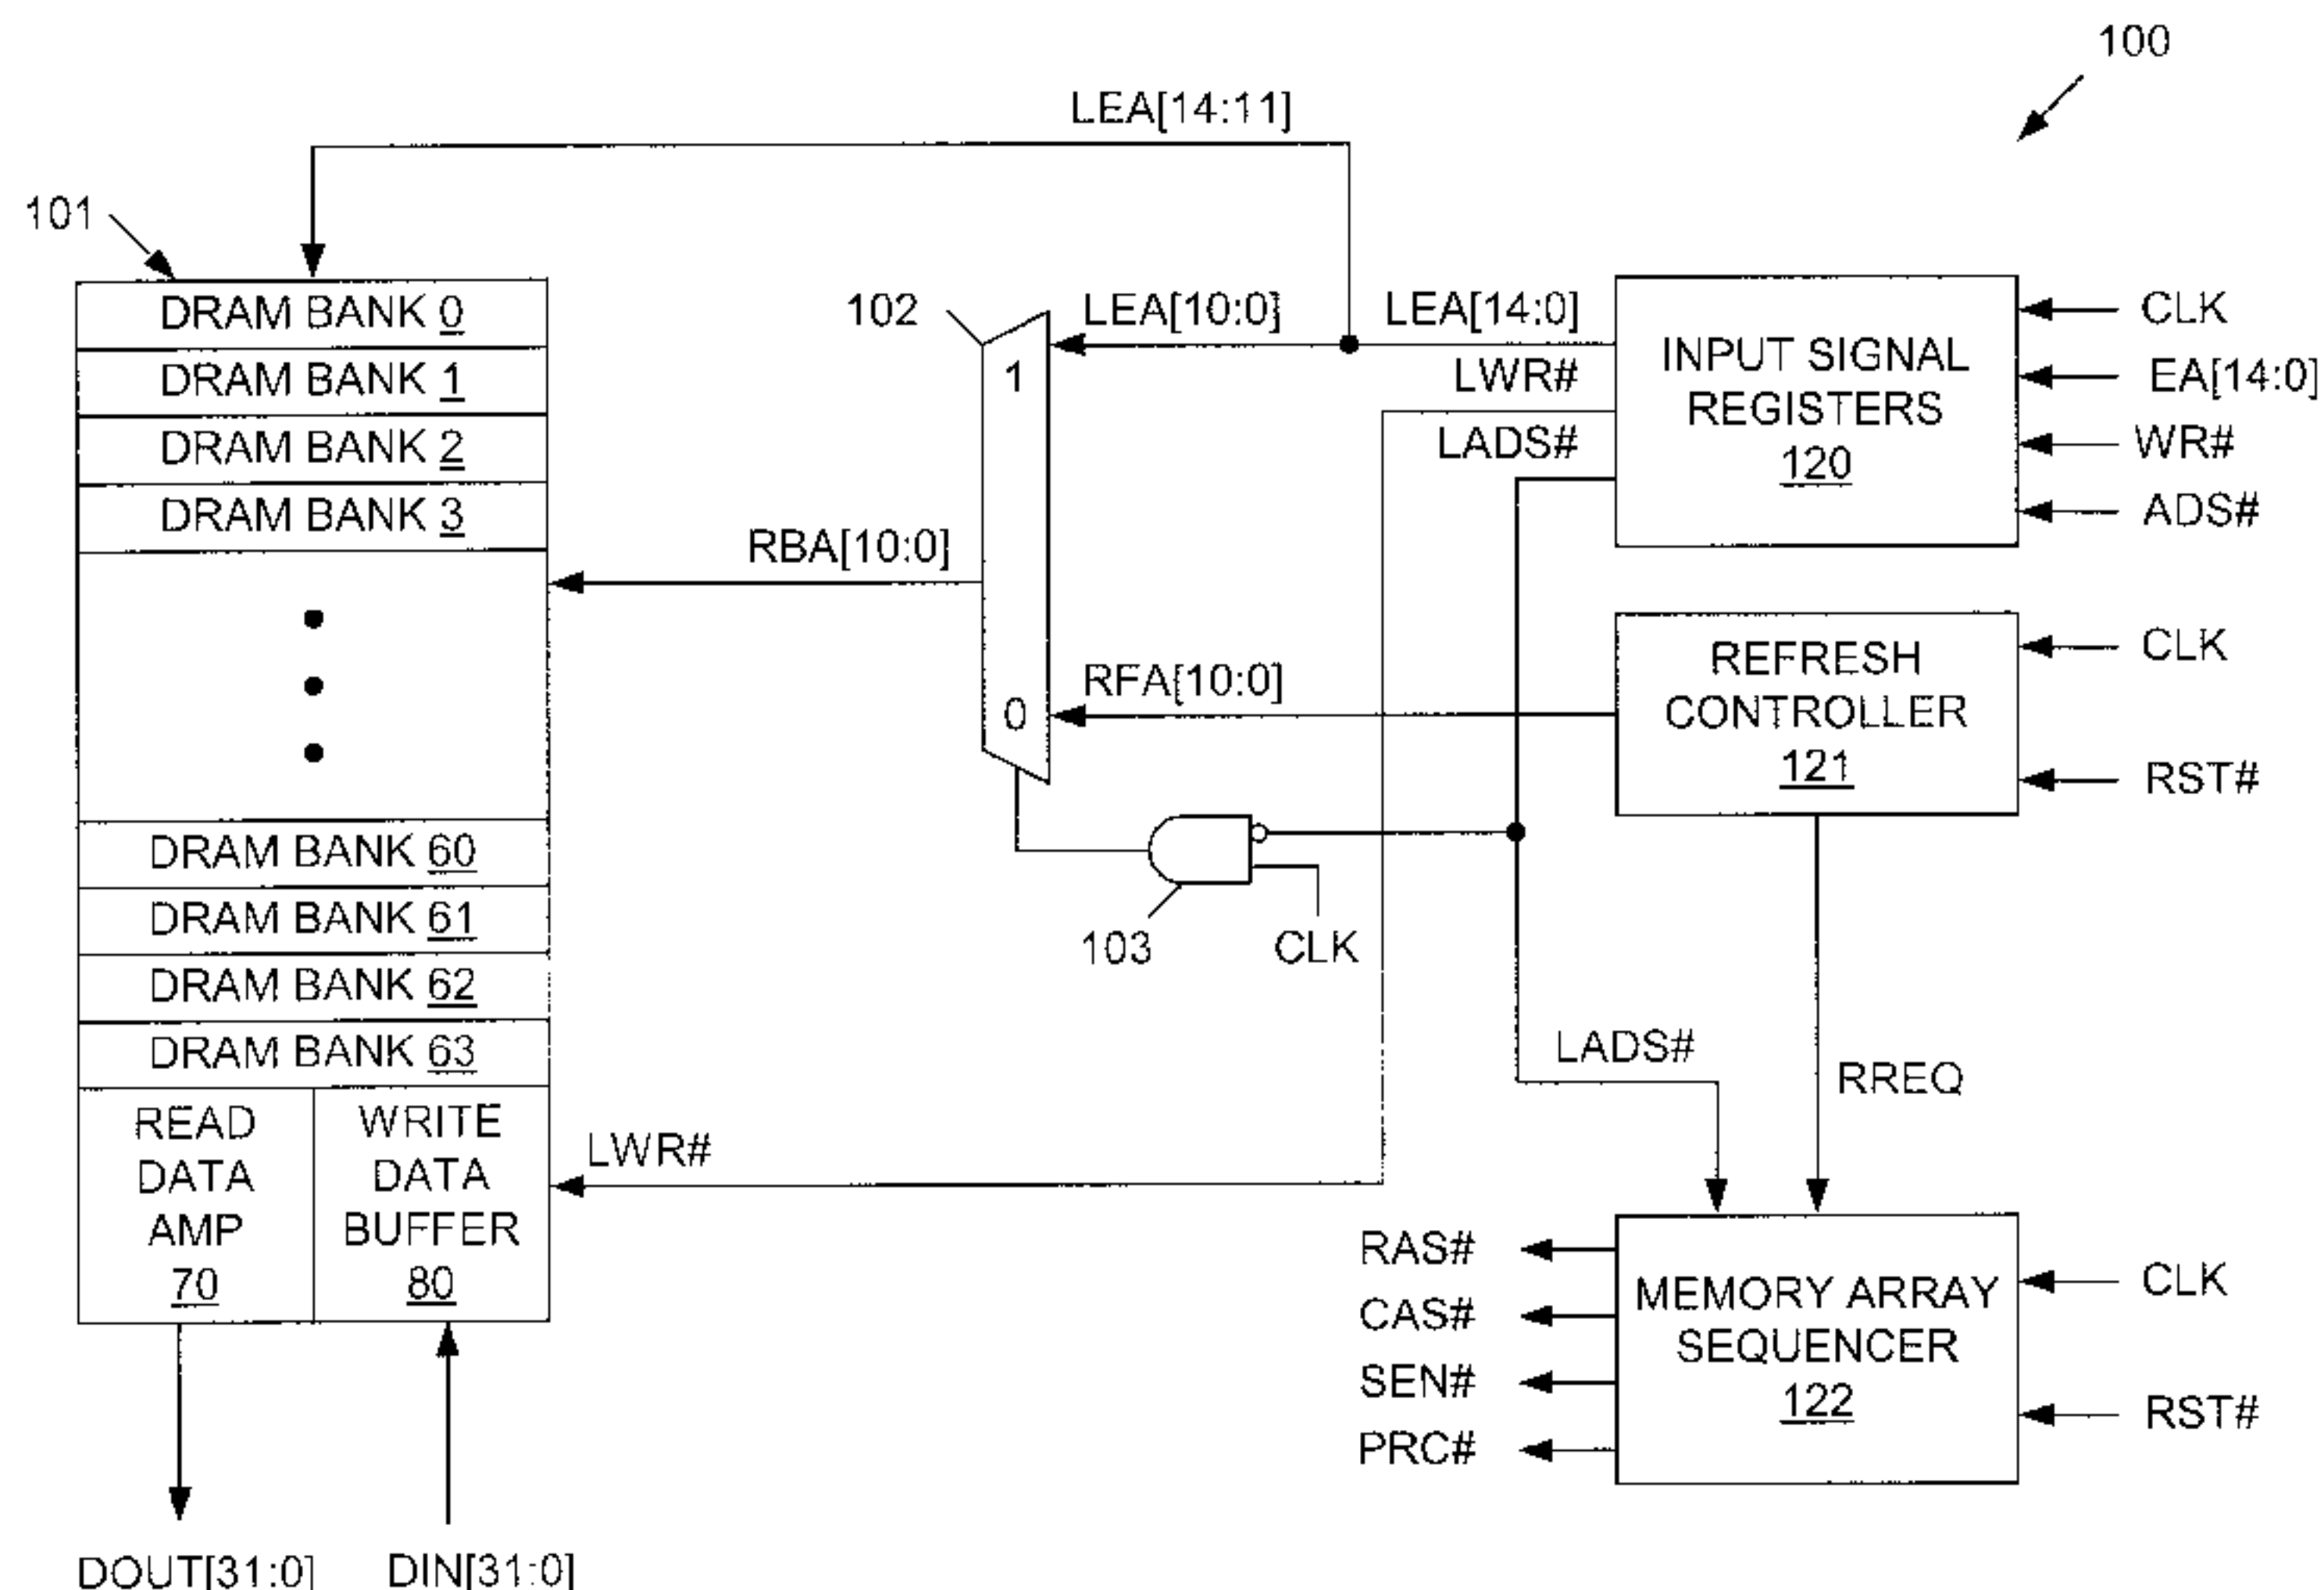 100
LEA[14:11]
101
DRAM BANK 0
DRAM BANK 1
DRAM BANK 2
DRAM BANK 3
DRAM BANK 60
DRAM BANK 61
DRAM BANK 62
DRAM BANK 63
READ
DATA
AMP
70
WRITE
DATA
BUFFER
80
DOUT[31:0]
DIN[31:0]
102
1
0
LEA[10:0]
LEA[14:0]
LWR#
LADS#
RBA[10:0]
RFA[10:0]
103
CLK
LWR#
LADS#
RREQ
INPUT SIGNAL
REGISTERS
120
CLK
EA[14:0]
WR#
ADS#
REFRESH
CONTROLLER
121
CLK
RST#
RAS#
CAS#
SEN#
PRC#
MEMORY ARRAY
SEQUENCER
122
CLK
RST#